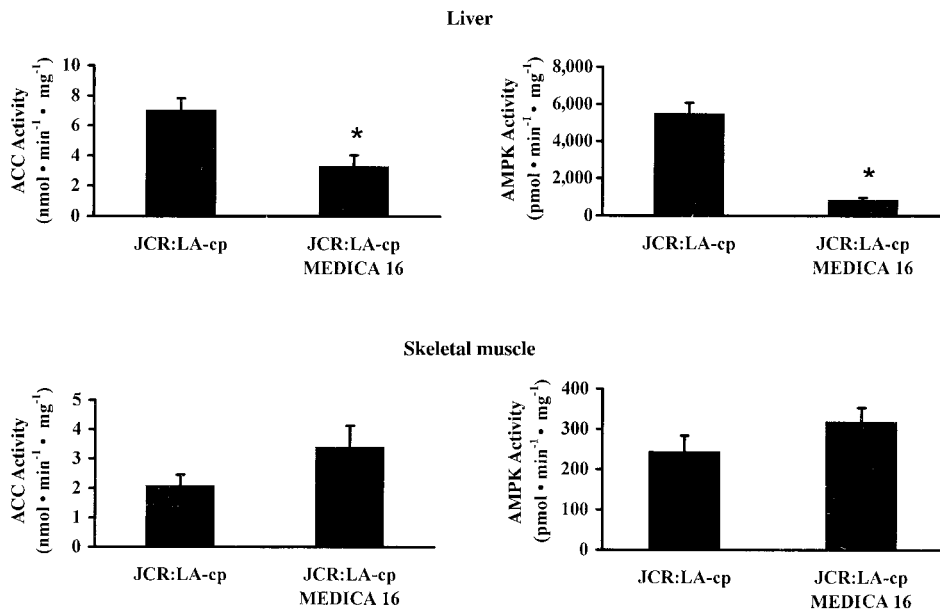 Liver
ACC Activity
(nmol • min⁻¹ • mg⁻¹)
10
8
6
4
2
0
*
JCR:LA-cp
JCR:LA-cp
MEDICA 16
AMPK Activity
(pmol • min⁻¹ • mg⁻¹)
8,000
6,000
4,000
2,000
0
*
JCR:LA-cp
JCR:LA-cp
MEDICA 16
Skeletal muscle
ACC Activity
(nmol • min⁻¹ • mg⁻¹)
5
4
3
2
1
0
JCR:LA-cp
JCR:LA-cp
MEDICA 16
AMPK Activity
(pmol • min⁻¹ • mg⁻¹)
400
300
200
100
0
JCR:LA-cp
JCR:LA-cp
MEDICA 16